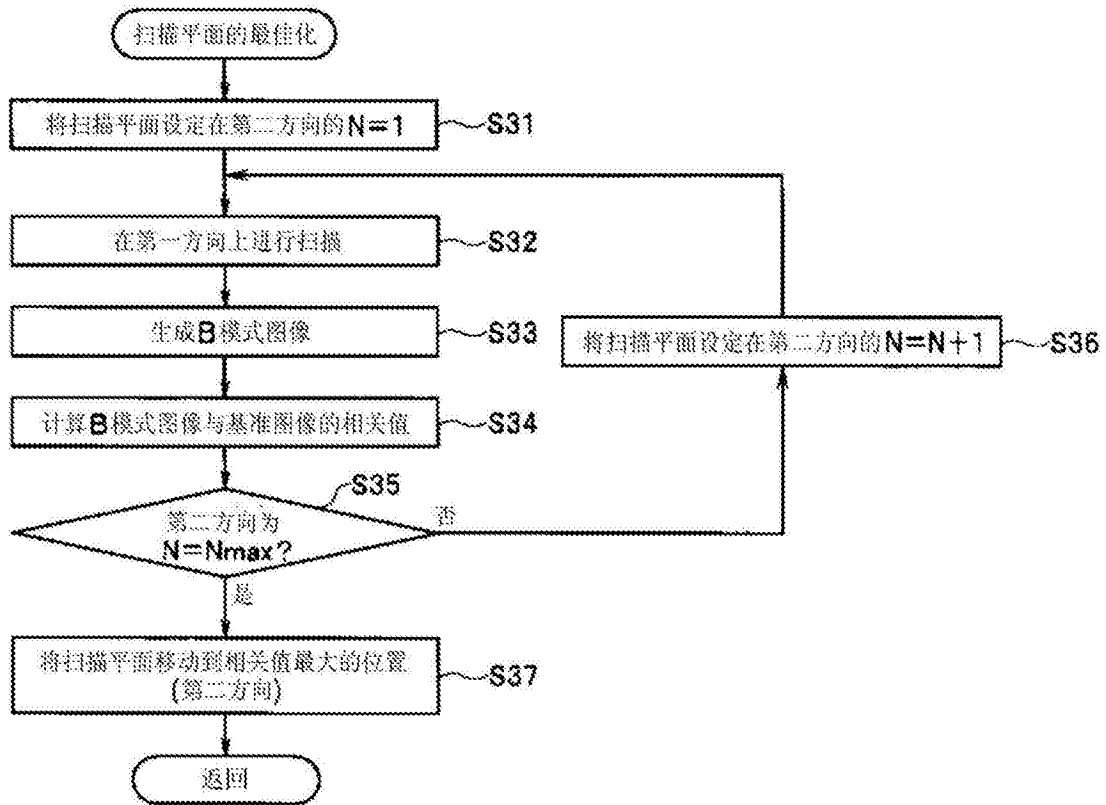 扫描平面的最佳化
将扫描平面设定在第二方向的N=1
S31
在第一方向上进行扫描
S32
生成B模式图像
S33
将扫描平面设定在第二方向的N=N+1
S36
计算B模式图像与基准图像的相关值
S34
S35
第二方向为
N=Nmax?
否
是
将扫描平面移动到相关值最大的位置
(第二方向)
S37
返回